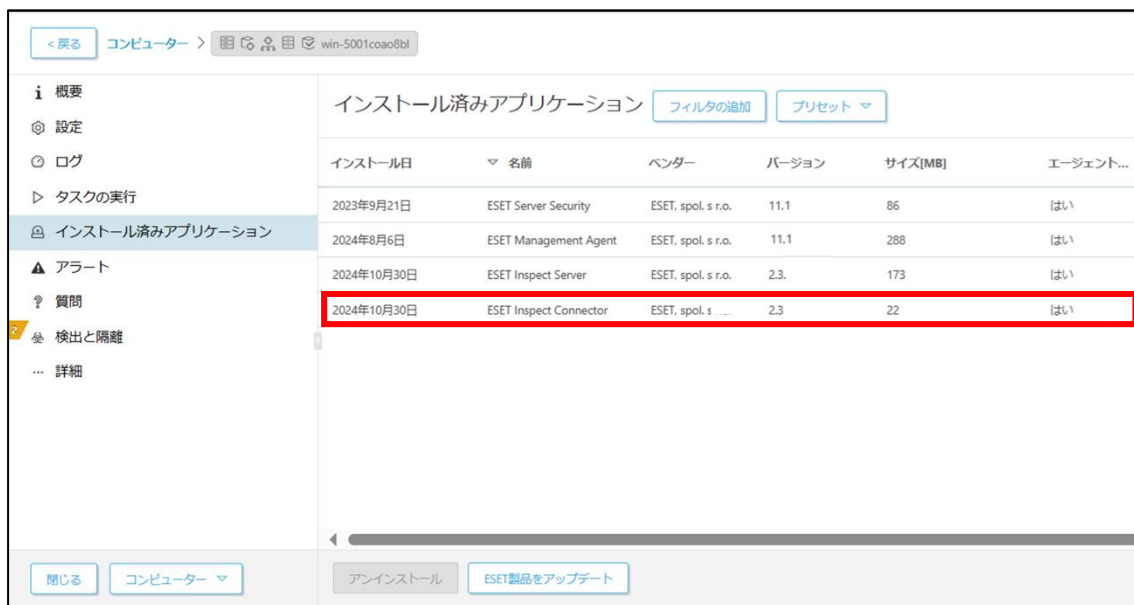 <戻る コンピューター > win-5001coao8bl
概要
設定
ログ
タスクの実行
インストール済みアプリケーション
アラート
質問
2 検出と隔離
詳細
インストール済みアプリケーション フィルタの追加 プリセット
インストール日 名前 ベンダー バージョン サイズ[MB] エージェント...
2023年9月21日 ESET Server Security ESET, spol. s r.o. 11.1 86 はい
2024年8月6日 ESET Management Agent ESET, spol. s r.o. 11.1 288 はい
2024年10月30日 ESET Inspect Server ESET, spol. s r.o. 2.3. 173 はい
2024年10月30日 ESET Inspect Connector ESET, spol. s 2.3 22 はい
閉じる コンピューター アンインストール ESET製品をアップデート